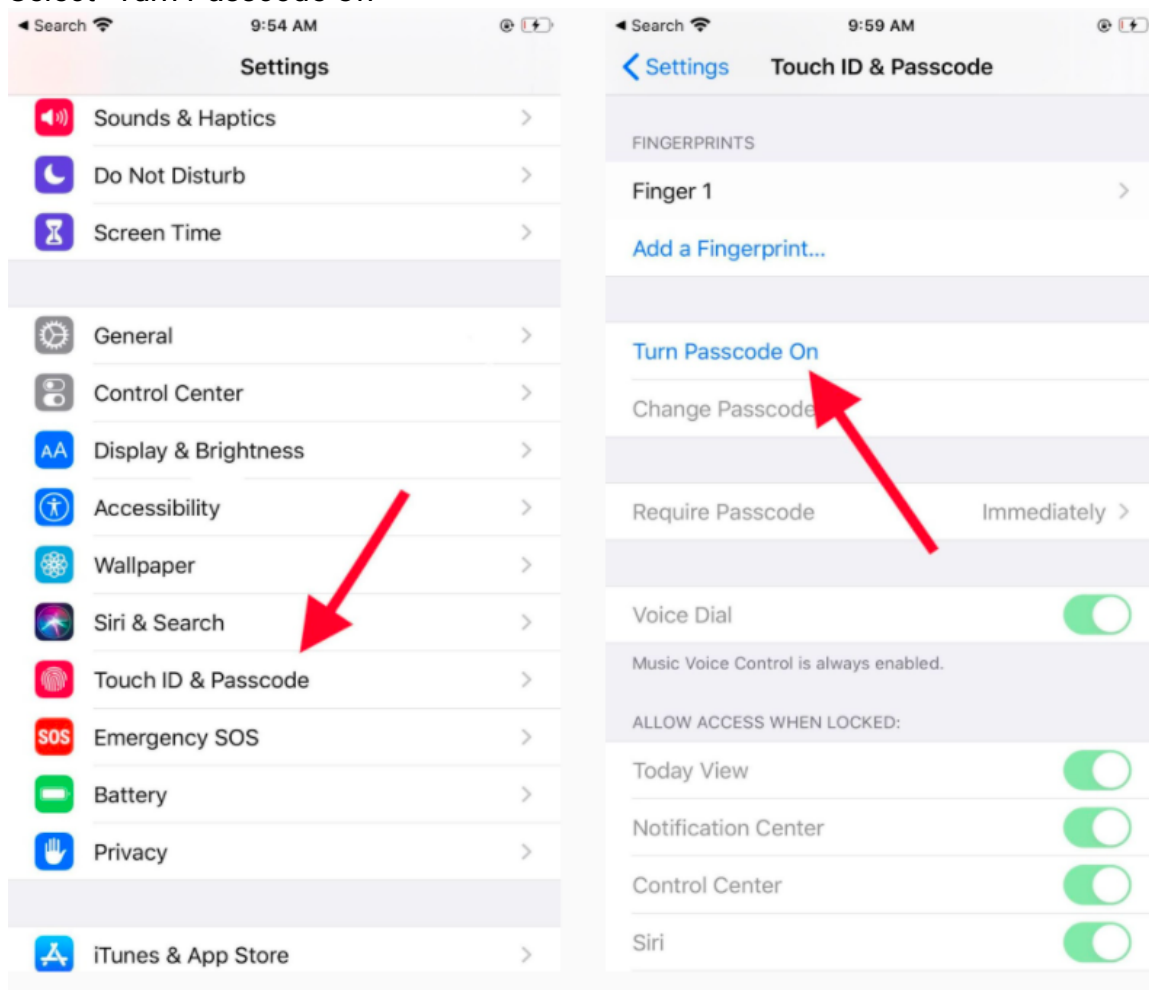 ◄ Search 9:54 AM
Settings
Sounds & Haptics
Do Not Disturb
Screen Time
General
Control Center
AA Display & Brightness
Accessibility
Wallpaper
Siri & Search
Touch ID & Passcode
SOS Emergency SOS
Battery
Privacy
iTunes & App Store
◄ Search 9:59 AM
Settings Touch ID & Passcode
FINGERPRINTS
Finger 1
Add a Fingerprint...
Turn Passcode On
Change Passcode
Require Passcode Immediately
Voice Dial
Music Voice Control is always enabled.
ALLOW ACCESS WHEN LOCKED:
Today View
Notification Center
Control Center
Siri